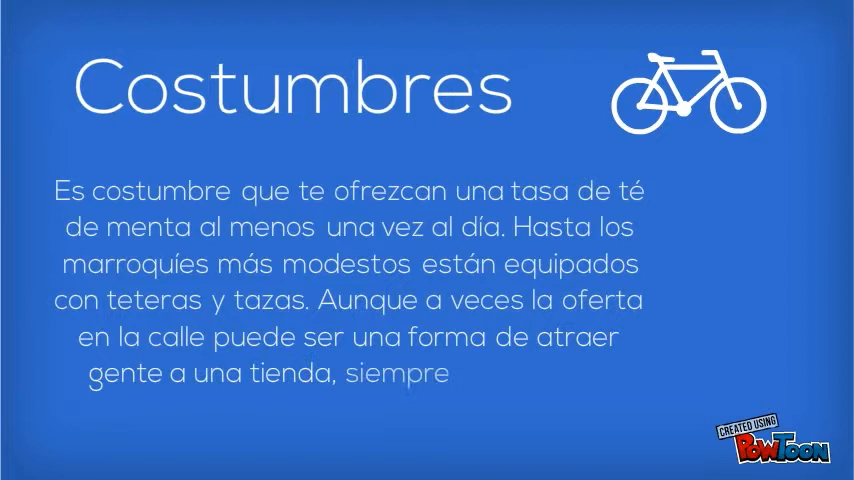 Costumbres
Es costumbre que te ofrezcan una tasa de té
de menta al menos una vez al día. Hasta los
marroquíes más modestos están equipados
con teteras y tazas. Aunque a veces la oferta
en la calle puede ser una forma de atraer
gente a una tienda, siempre
CREATED USING
POWTOON